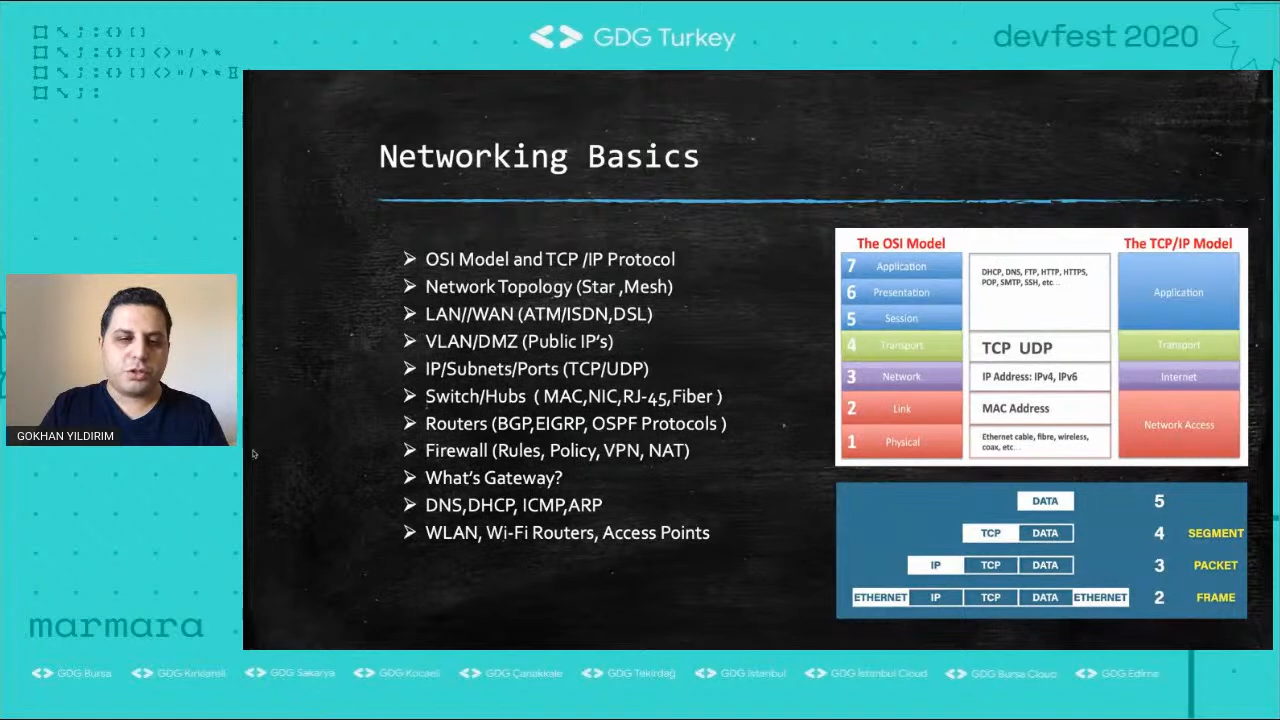 GDG Turkey
devfest 2020
Networking Basics
OSI Model and TCP /IP Protocol
Network Topology (Star ,Mesh)
LAN//WAN (ATM/ISDN,DSL)
VLAN/DMZ (Public IP's)
IP/Subnets/Ports (TCP/UDP)
Switch/Hubs ( MAC,NIC,RJ-45,Fiber )
Routers (BGP,EIGRP, OSPF Protocols )
Firewall (Rules, Policy, VPN, NAT)
What's Gateway?
DNS,DHCP, ICMP,ARP
WLAN, Wi-Fi Routers, Access Points
The OSI Model
The TCP/IP Model
7 Application
6 Presentation
5 Session
4 Transport
3 Network
2 Link
1 Physical
DHCP, DNS, FTP, HTTP, HTTPS,
POP, SMTP, SSH, etc...
TCP UDP
IP Address: IPv4, IPv6
MAC Address
Ethernet cable, fibre, wireless,
coax, etc...
Application
Transport
Internet
Network Access
DATA 5
TCP DATA 4 SEGMENT
IP TCP DATA 3 PACKET
ETHERNET IP TCP DATA ETHERNET 2 FRAME
GOKHAN YILDIRIM
marmara
GDG Bursa GDG Kırklareli GDG Sakarya GDG Kocaeli GDG Çanakkale GDG Tekirdağ GDG Istanbul GDG İstanbul Cloud GDG Bursa Cloud GDG Edirne